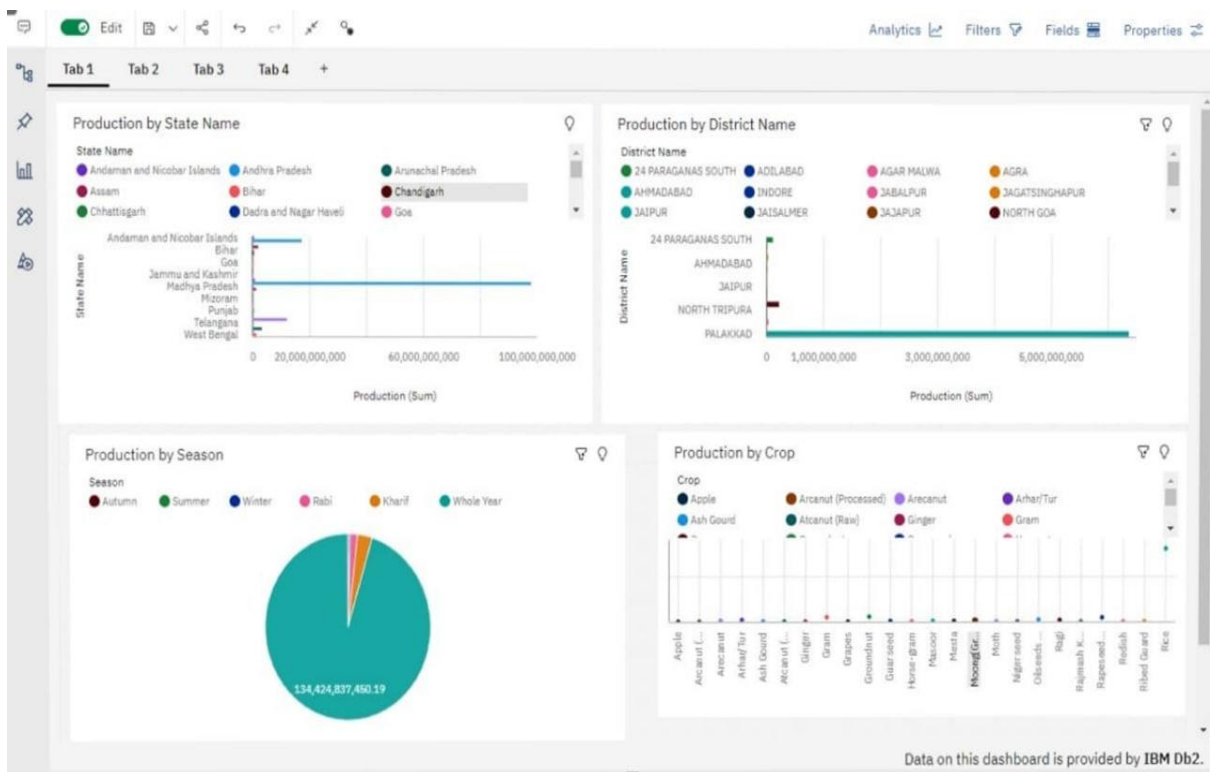 Edit
Analytics Filters Fields Properties
Tab 1 Tab 2 Tab 3 Tab 4 +
Production by State Name
State Name
Andaman and Nicobar Islands Andhra Pradesh Arunachal Pradesh
Assam Bihar Chandigarh
Chhattisgarh Dadra and Nagar Haveli Goa
State Name
Andaman and Nicobar Islands
Bihar
Goa
Jammu and Kashmir
Madhya Pradesh
Mizoram
Punjab
Telangana
West Bengal
0 20,000,000,000 60,000,000,000 100,000,000,000
Production (Sum)
Production by District Name
District Name
24 PARAGANAS SOUTH ADILABAD AGAR MALWA AGRA
AHMADABAD INDORE JABALPUR JAGATSINGHAPUR
JAIPUR JAISALMER JAJAPUR NORTH GOA
District Name
24 PARAGANAS SOUTH
AHMADABAD
JAIPUR
NORTH TRIPURA
PALAKKAD
0 1,000,000,000 3,000,000,000 5,000,000,000
Production (Sum)
Production by Season
Season
Autumn Summer Winter Rabi Kharif Whole Year
134,424,837,450.19
Production by Crop
Crop
Apple Arcanut (Processed) Arecanut Arhar/Tur
Ash Gourd Atcanut (Raw) Ginger Gram
Apple
Arcanut (...
Arecanut
Arhar/Tur
Ash Gourd
Atcanut (...
Ginger
Gram
Grapes
Groundnut
Guar seed
Horse-gram
Masoor
Mesta
Moong(Gr...
Moth
Niger seed
Oilseeds ...
Ragi
Rajmash K...
Rapeseed...
Redish
Ribed Guard
Rice
Data on this dashboard is provided by IBM Db2.